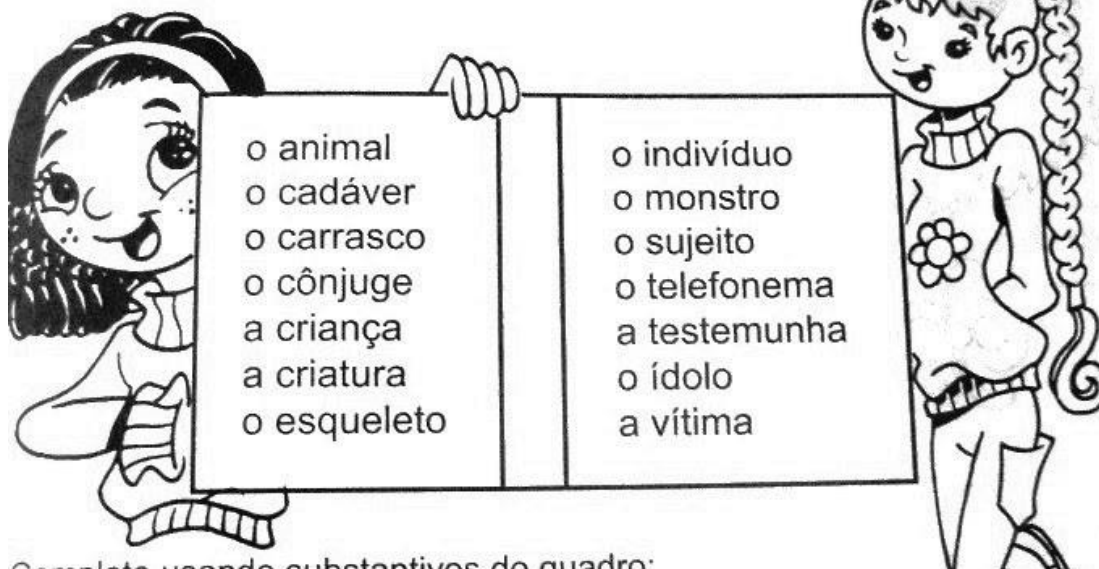 o animal
o cadáver
o carrasco
o cônjuge
a criança
a criatura
o esqueleto
o indivíduo
o monstro
o sujeito
o telefonema
a testemunha
o ídolo
a vítima
Complete usando substantivos do quadro: